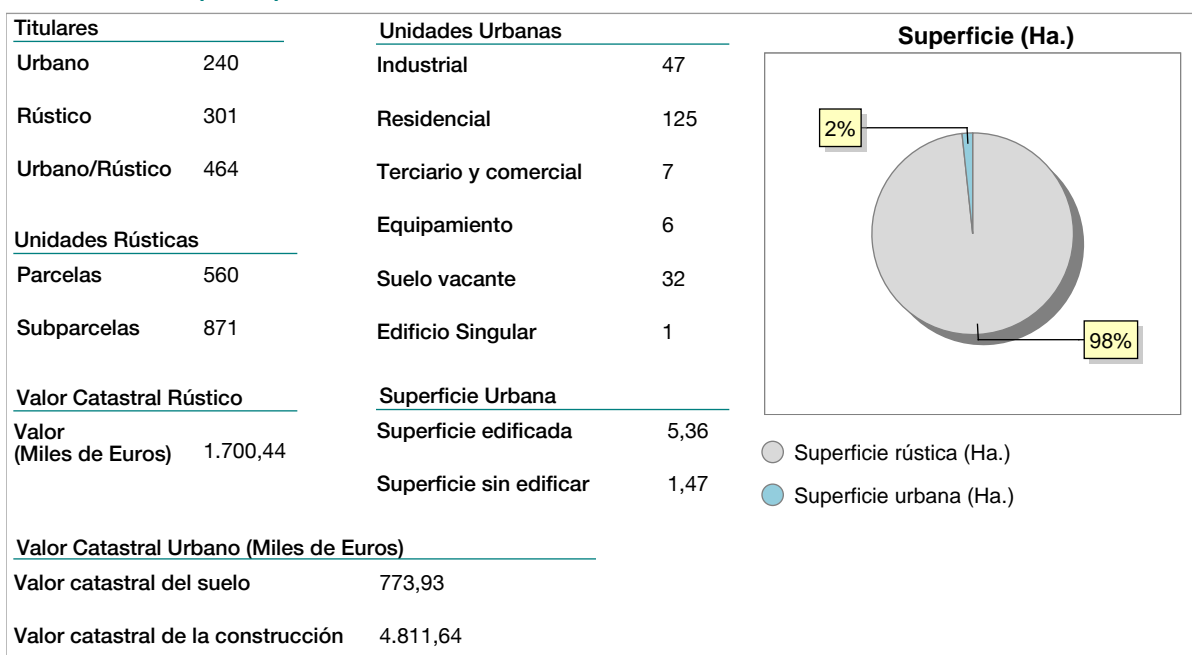 Titulares
Urbano 240
Rústico 301
Urbano/Rústico 464
Unidades Rústicas
Parcelas 560
Subparcelas 871
Valor Catastral Rústico
Valor
(Miles de Euros) 1.700,44
Unidades Urbanas
Industrial 47
Residencial 125
Terciario y comercial 7
Equipamiento 6
Suelo vacante 32
Edificio Singular 1
Superficie Urbana
Superficie edificada 5,36
Superficie sin edificar 1,47
Valor Catastral Urbano (Miles de Euros)
Valor catastral del suelo 773,93
Valor catastral de la construcción 4.811,64
Superficie (Ha.)
2%
98%
Superficie rústica (Ha.)
Superficie urbana (Ha.)